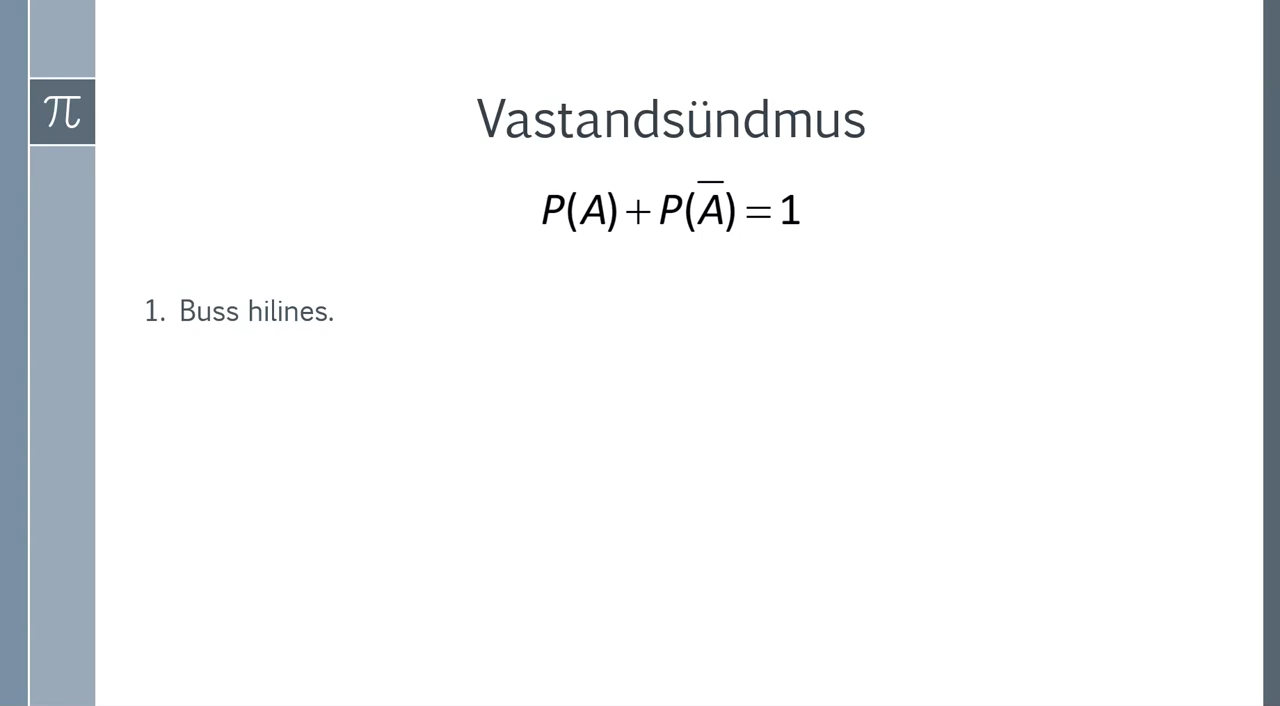 π
Vastandsündmus
P(A) + P(A̅) = 1
1. Buss hilines.